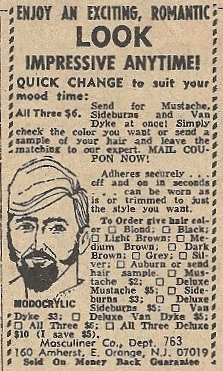 ENJOY AN EXCITING, ROMANTIC
LOOK
IMPRESSIVE ANYTIME!
QUICK CHANGE to suit your
mood time:
All Three $6. Send for Mustache,
Sideburns and Van
Dyke at once! Simply
check the color you want or send a
sample of your hair and leave the
matching to our expert. MAIL COU-
PON NOW!
Adheres securely . . .
off and on in seconds
— can be worn as
is or trimmed to just
the style you want.
To Order give hair col-
or □ Blond; □ Black;
□ Light Brown; □ Me-
dium Brown; □ Dark
Brown; □ Grey; □ Sil-
ver □ Auburn or send
hair sample. □ Mus-
tache $2; □ Deluxe
Mustache $5; □ Side-
burns $3; □ Deluxe
Sideburns $5; □ Van
MODOCRYLIC
Dyke $3; □ Deluxe Van Dyke $5;
□ All Three $6; □ All Three Deluxe
$10 (I save $5).
Masculiner Co., Dept. 763
160 Amherst, E. Orange, N.J. 07019
Sold On Money Back Guarantee